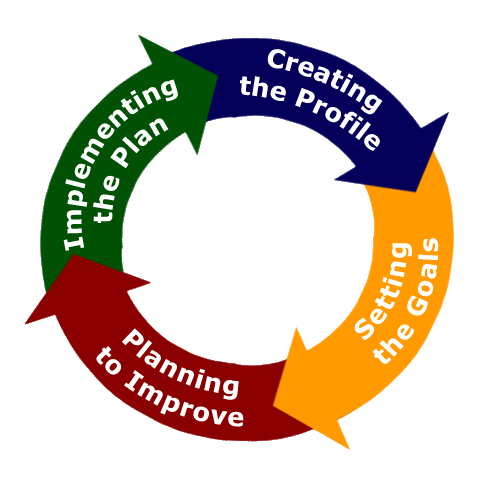 Creating
the Profile
Setting
the Goals
Planning
to Improve
Implementing
the Plan